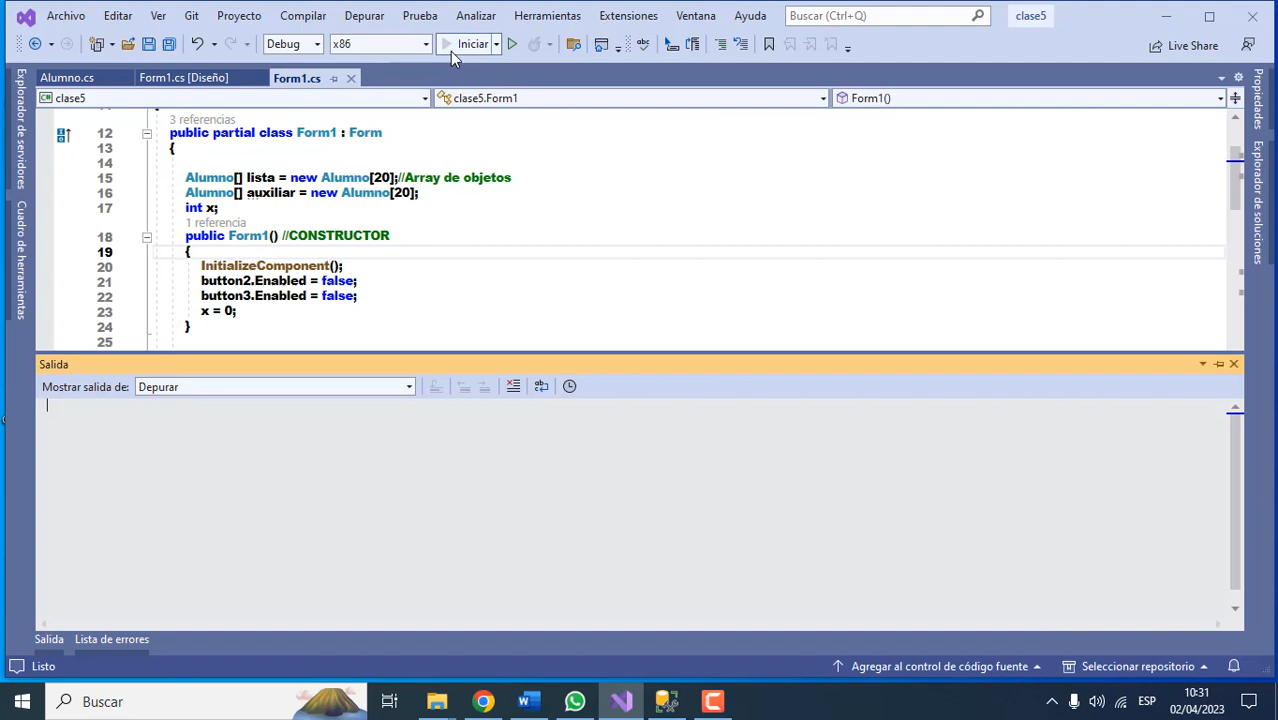 Archivo Editar Ver Git Proyecto Compilar Depurar Prueba Analizar Herramientas Extensiones Ventana Ayuda Buscar (Ctrl+Q) clase5
Debug x86 Iniciar Live Share
Alumno.cs Form1.cs [Diseño] Form1.cs
clase5 clase5.Form1 Form1()
Explorador de servidores
Cuadro de herramientas
Propiedades
Explorador de soluciones
3 referencias
12 public partial class Form1 : Form
13 {
14
15 Alumno[] lista = new Alumno[20];//Array de objetos
16 Alumno[] auxiliar = new Alumno[20];
17 int x;
1 referencia
18 public Form1() //CONSTRUCTOR
19 {
20 InitializeComponent();
21 button2.Enabled = false;
22 button3.Enabled = false;
23 x = 0;
24 }
25
Salida
Mostrar salida de: Depurar
Salida Lista de errores
Listo Agregar al control de código fuente Seleccionar repositorio
Buscar ESP 10:31
02/04/2023